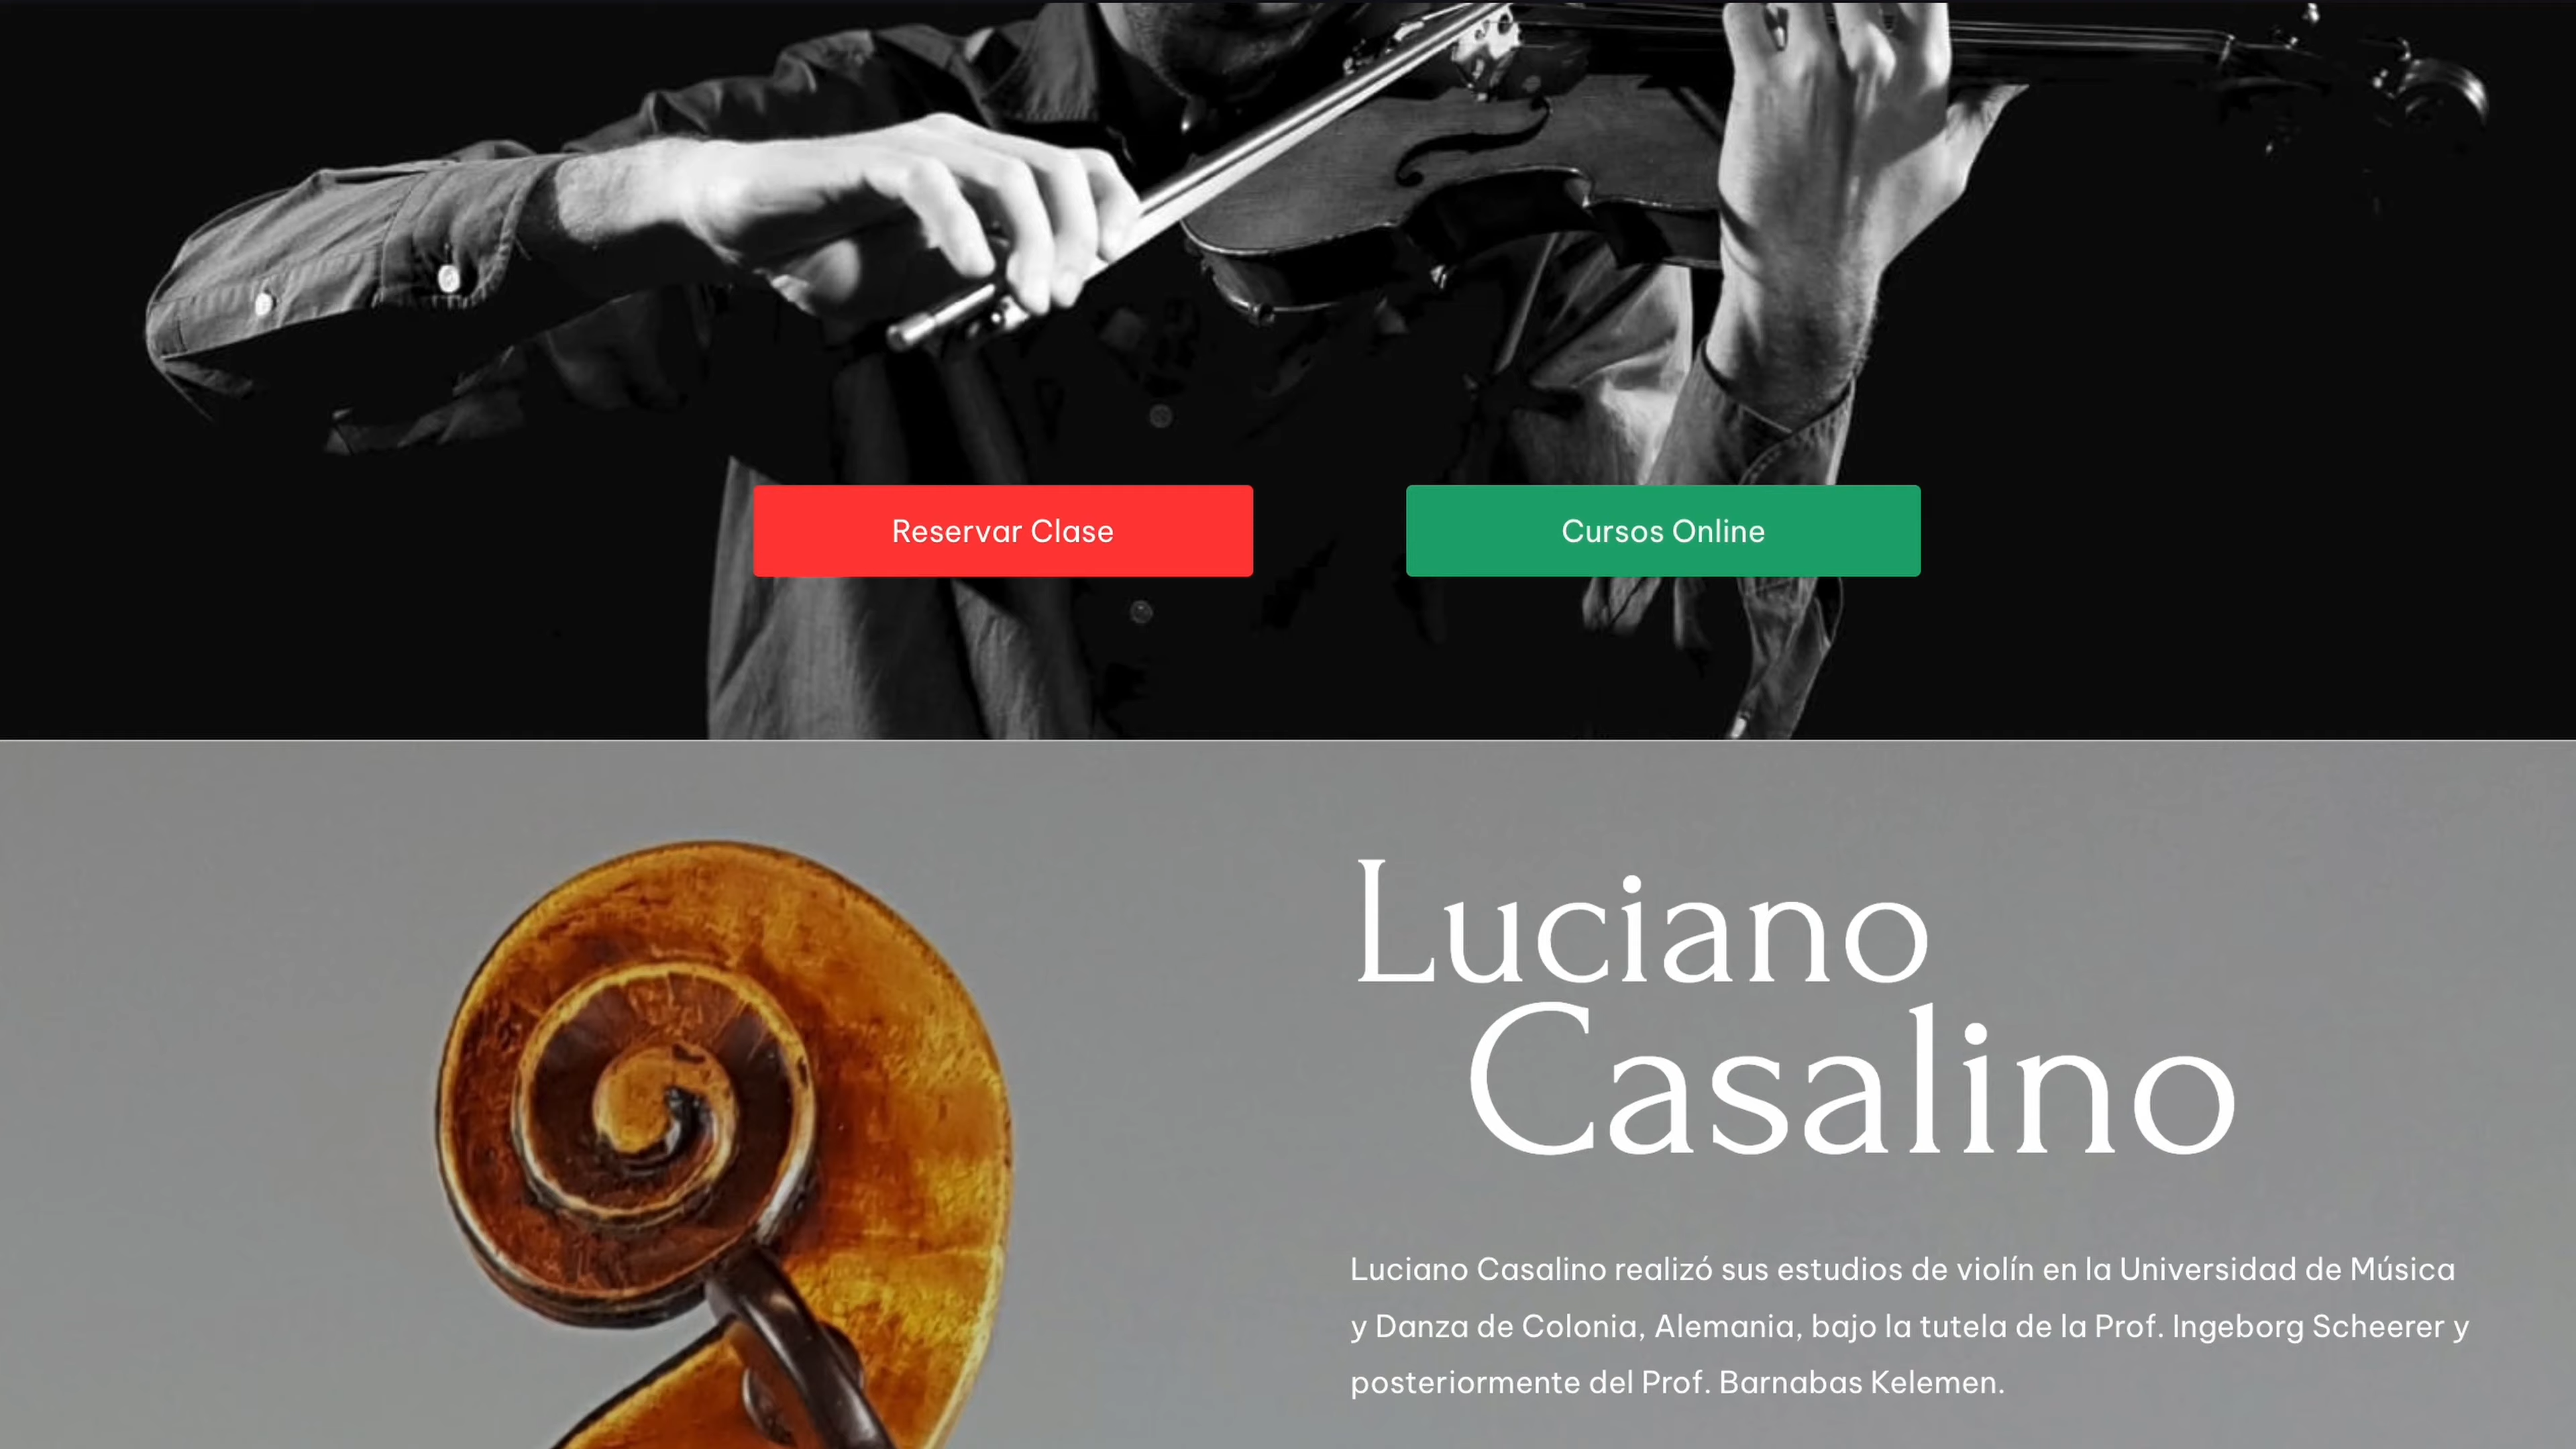 Reservar Clase
Cursos Online
Luciano
Casalino
Luciano Casalino realizó sus estudios de violín en la Universidad de Música
y Danza de Colonia, Alemania, bajo la tutela de la Prof. Ingeborg Scheerer y
posteriormente del Prof. Barnabas Kelemen.